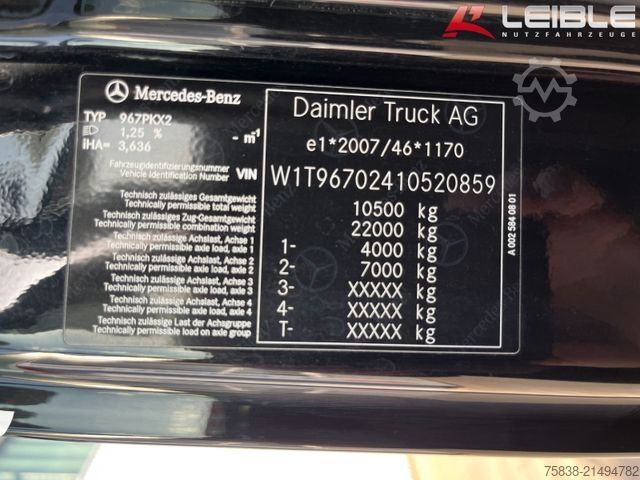 LEIBLE
NUTZFAHRZEUGE
Mercedes-Benz
Daimler Truck AG
TYP 967PKX2
1,25 % - m⁻¹
iHA= 3,636
e1*2007/46*1170
Fahrzeugidentifizierungsnummer
Vehicle Identification Number VIN W1T96702410520859
Technisch zulässiges Gesamtgewicht
Technically permissible total weight 10500 kg
Technisch zulässiges Zug-Gesamtgewicht
Technically permissible combination weight 22000 kg
Technisch zulässige Achslast, Achse 1
Technically permissible axle load, axle 1 1- 4000 kg
Technisch zulässige Achslast, Achse 2
Technically permissible axle load, axle 2 2- 7000 kg
Technisch zulässige Achslast, Achse 3
Technically permissible axle load, axle 3 3- XXXXX kg
Technisch zulässige Achslast, Achse 4
Technically permissible axle load, axle 4 4- XXXXX kg
Technisch zulässige Last der Achsgruppe
Technically permissible load on axle group T- XXXXX kg
A 002 584 08 01
75838-21494782